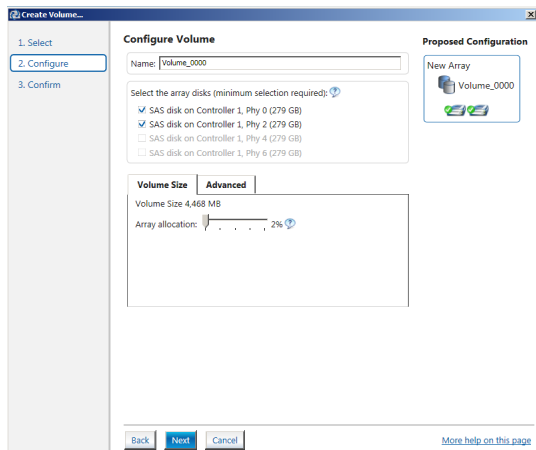 Create Volume...
1. Select
2. Configure
3. Confirm
Configure Volume
Name: Volume_0000
Select the array disks (minimum selection required):
SAS disk on Controller 1, Phy 0 (279 GB)
SAS disk on Controller 1, Phy 2 (279 GB)
SAS disk on Controller 1, Phy 4 (279 GB)
SAS disk on Controller 1, Phy 6 (279 GB)
Volume Size Advanced
Volume Size 4,468 MB
Array allocation: 2%
Proposed Configuration
New Array
Volume_0000
Back Next Cancel
More help on this page